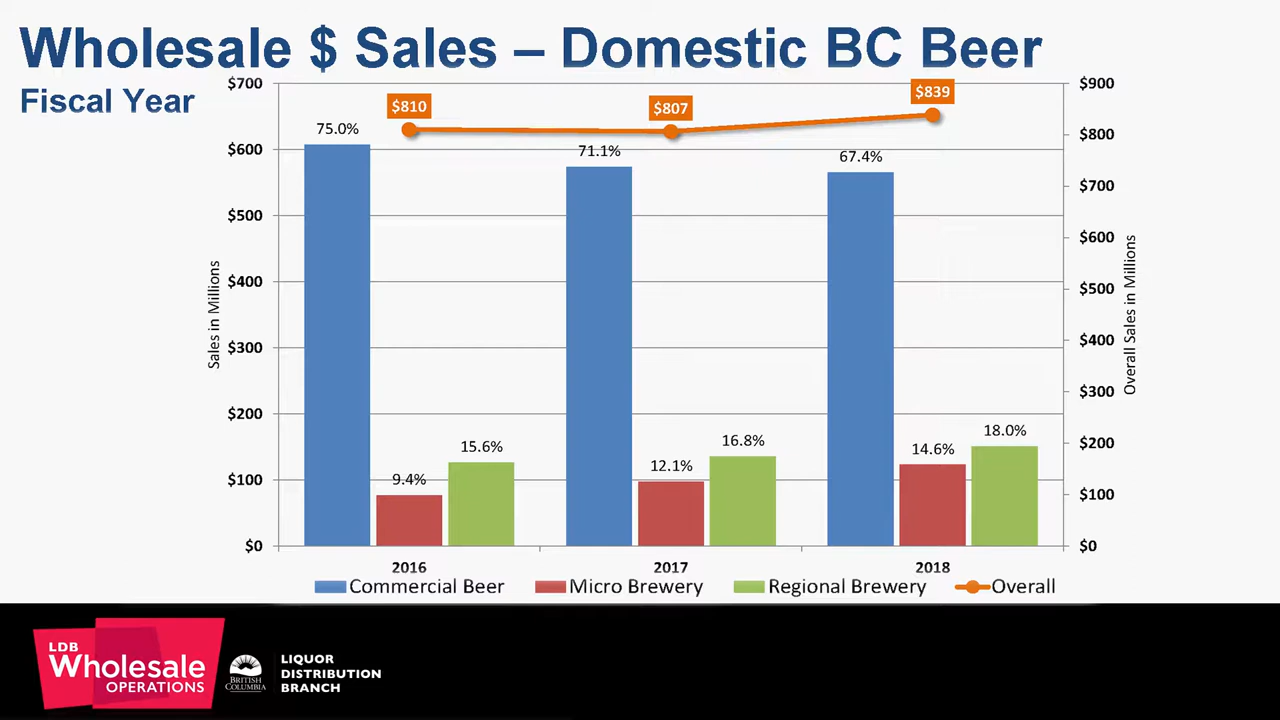 Wholesale $ Sales – Domestic BC Beer
Fiscal Year
$700
$600
$500
$400
$300
$200
$100
$0
Sales in Millions
$900
$800
$700
$600
$500
$400
$300
$200
$100
$0
Overall Sales in Millions
$810
$807
$839
75.0%
9.4%
15.6%
71.1%
12.1%
16.8%
67.4%
14.6%
18.0%
2016 2017 2018
Commercial Beer Micro Brewery Regional Brewery Overall
LDB
Wholesale
OPERATIONS
BRITISH
COLUMBIA
LIQUOR
DISTRIBUTION
BRANCH